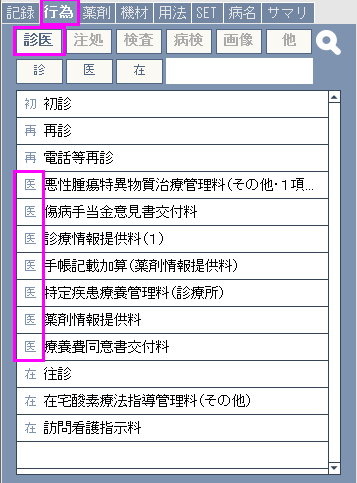 記録 行為 薬剤 機材 用法 SET 病名 サマリ
診医 注処 検査 病検 画像 他
診 医 在
初 初診
再 再診
再 電話等再診
医 悪性腫瘍特異物質治療管理料(その他・1項...
医 傷病手当金意見書交付料
医 診療情報提供料(1)
医 手帳記載加算(薬剤情報提供料)
医 特定疾患療養管理料(診療所)
医 薬剤情報提供料
医 療養費同意書交付料
在 往診
在 在宅酸素療法指導管理料(その他)
在 訪問看護指示料